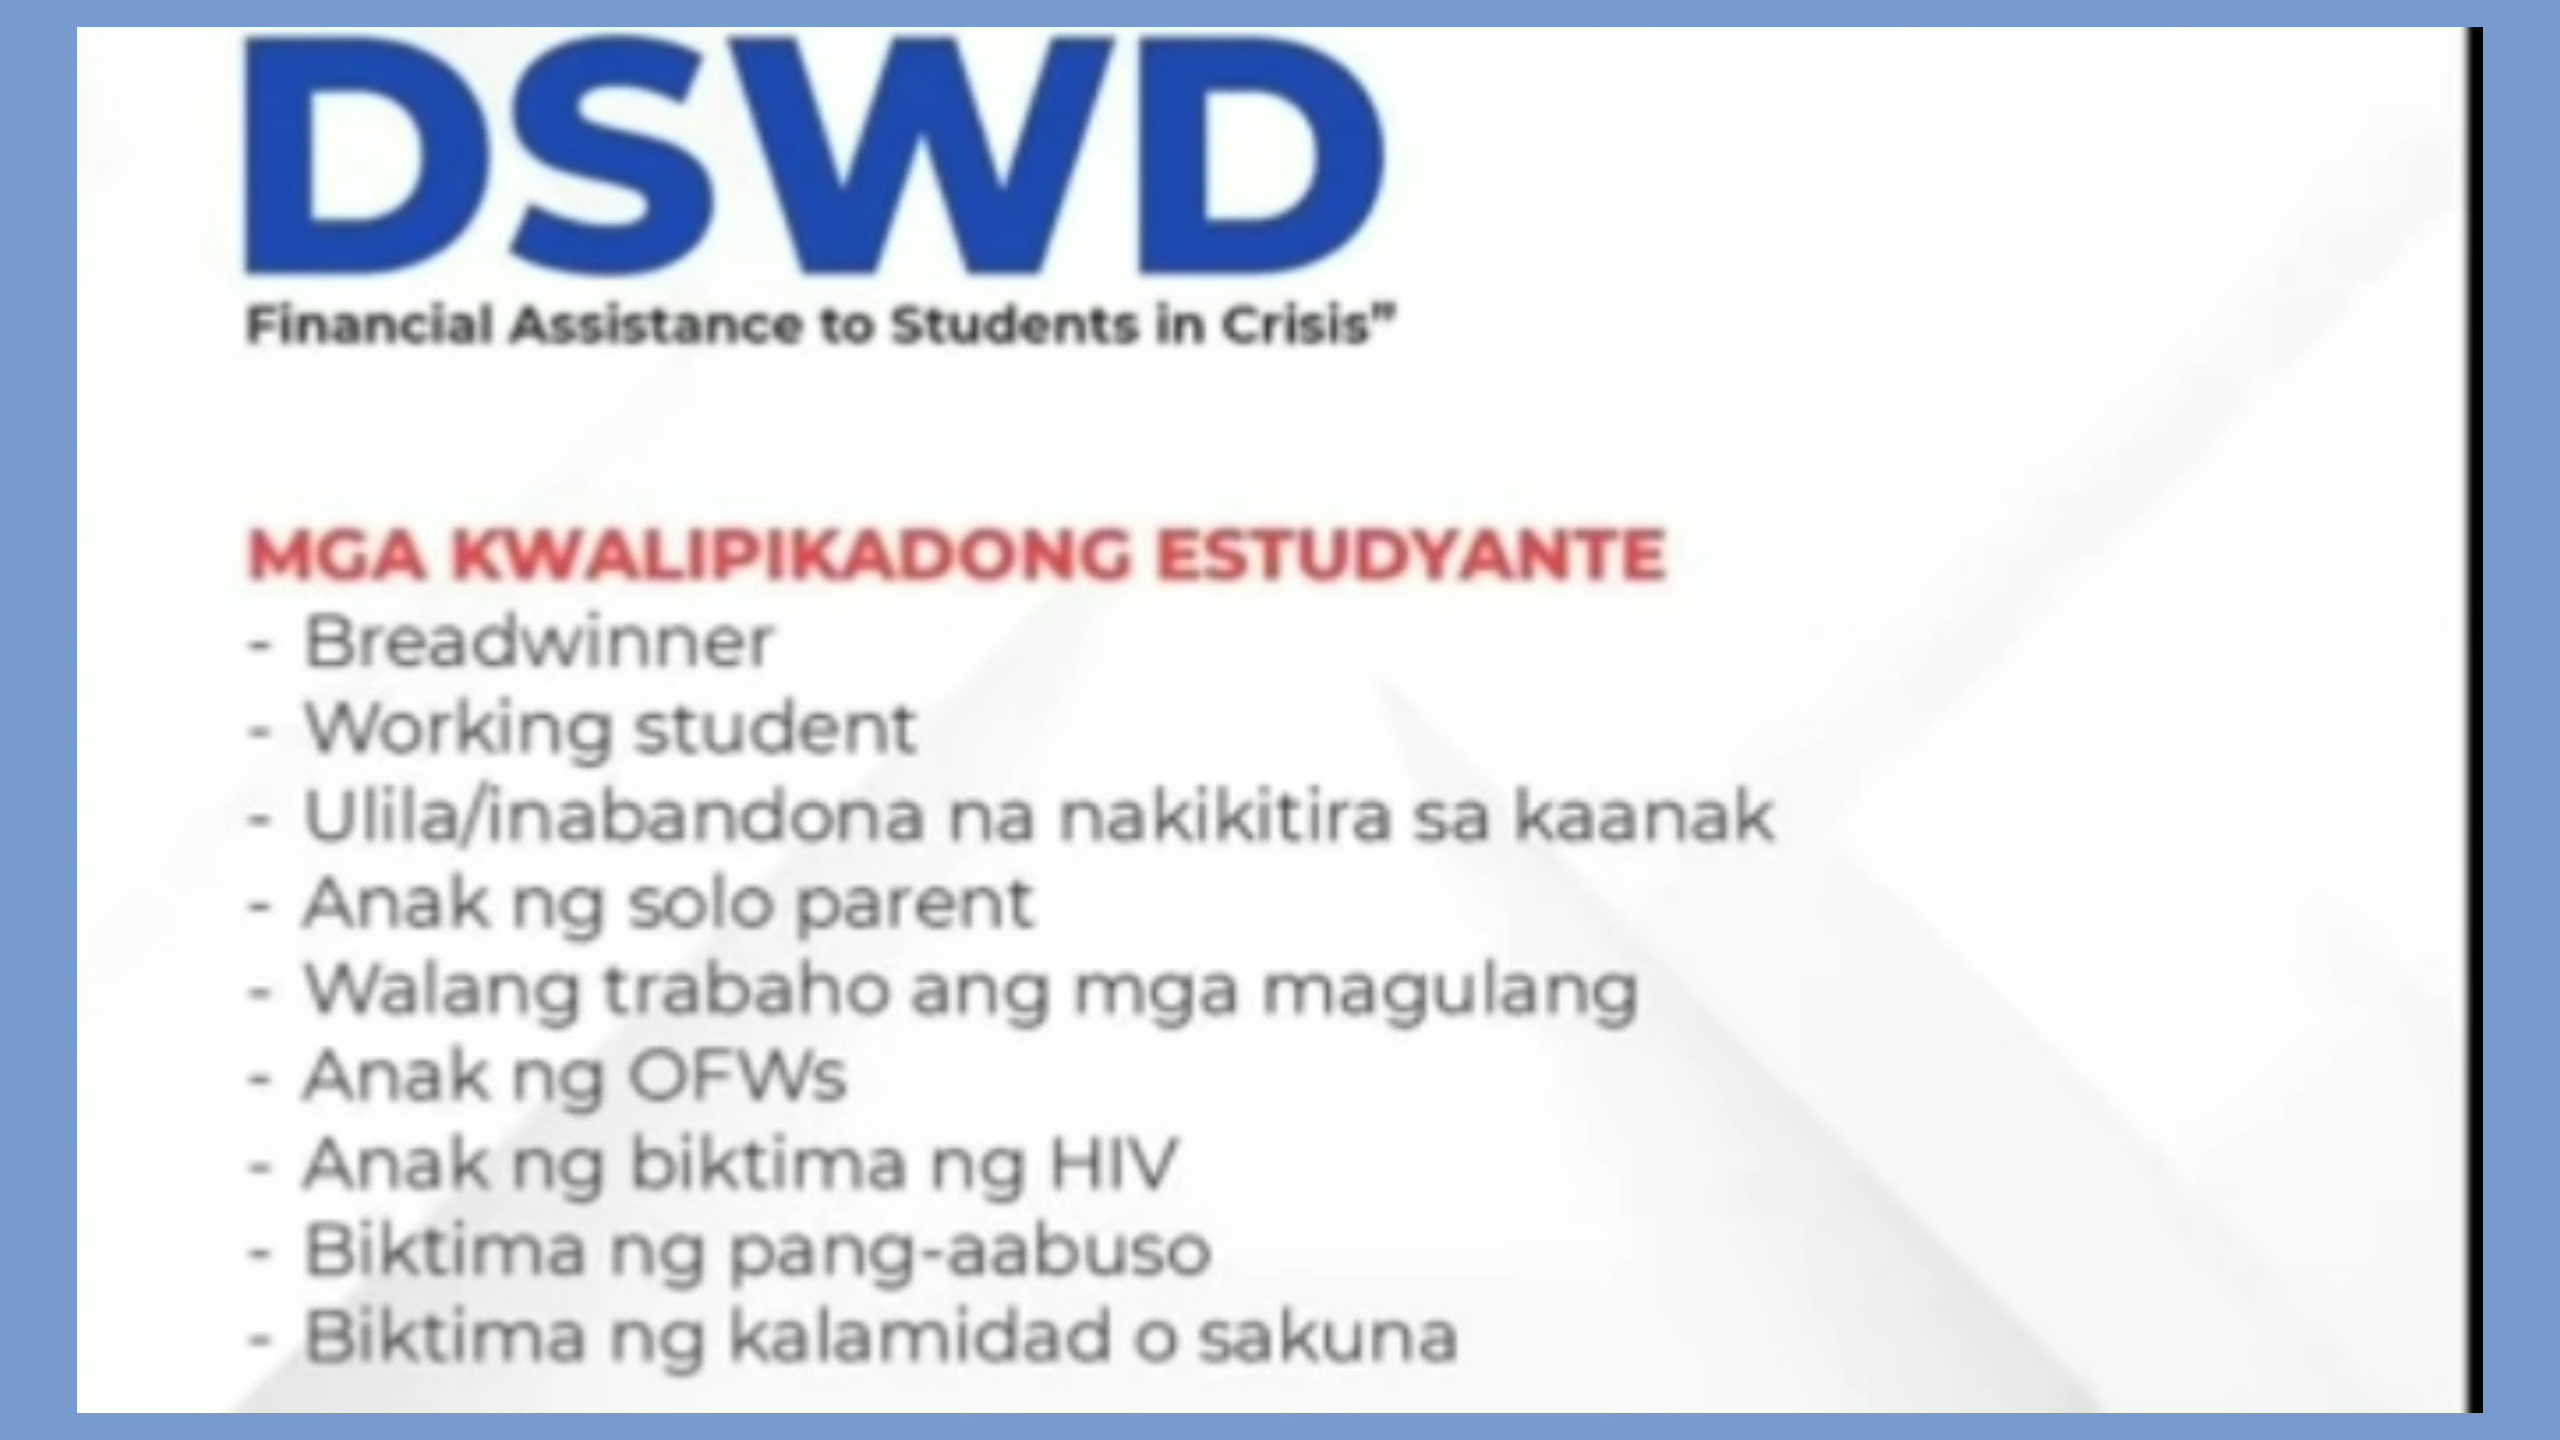 DSWD
Financial Assistance to Students in Crisis”
MGA KWALIPIKADONG ESTUDYANTE
- Breadwinner
- Working student
- Ulila/inabandona na nakikitira sa kaanak
- Anak ng solo parent
- Walang trabaho ang mga magulang
- Anak ng OFWs
- Anak ng biktima ng HIV
- Biktima ng pang-aabuso
- Biktima ng kalamidad o sakuna